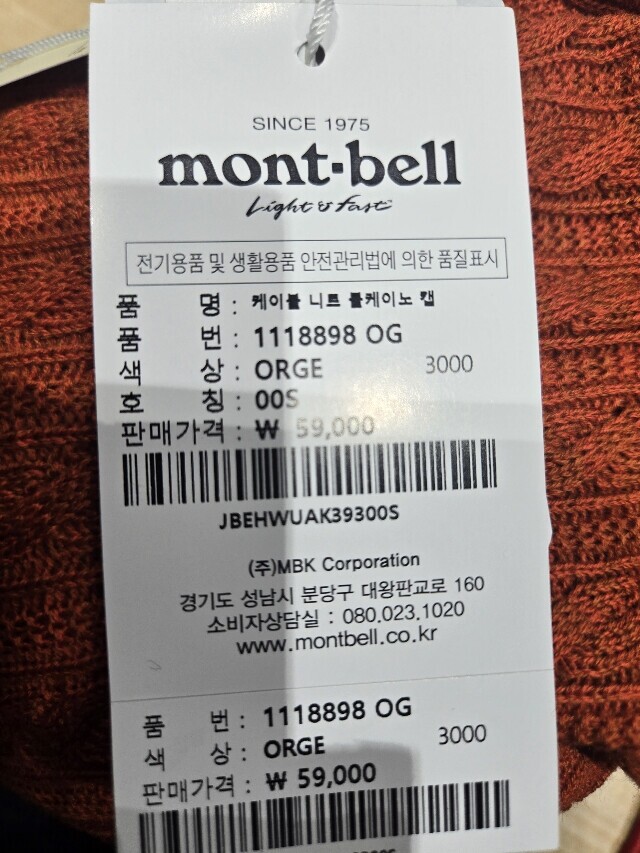 SINCE 1975
mont-bell
Light & Fast
전기용품 및 생활용품 안전관리법에 의한 품질표시
품 명 : 케이블 니트 볼케이노 캡
품 번 : 1118898 OG
색 상 : ORGE 3000
호 칭 : 00S
판매가격 : ₩ 59,000
JBEHWUAK39300S
(주)MBK Corporation
경기도 성남시 분당구 대왕판교로 160
소비자상담실 : 080.023.1020
www.montbell.co.kr
품 번 : 1118898 OG
색 상 : ORGE 3000
판매가격 : ₩ 59,000